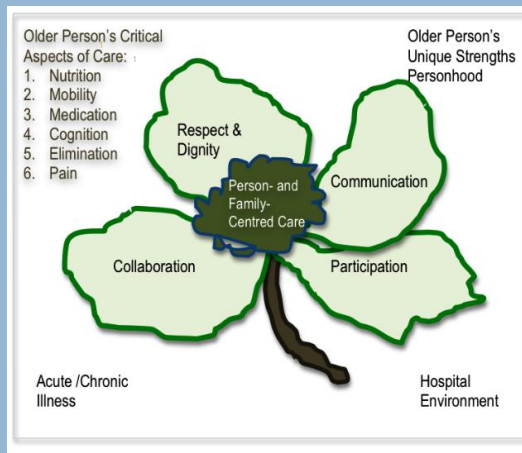 Older Person's Critical
Aspects of Care:
1. Nutrition
2. Mobility
3. Medication
4. Cognition
5. Elimination
6. Pain
Older Person's
Unique Strengths
Personhood
Respect &
Dignity
Person- and
Family-
Centred Care
Communication
Collaboration
Participation
Acute /Chronic
Illness
Hospital
Environment